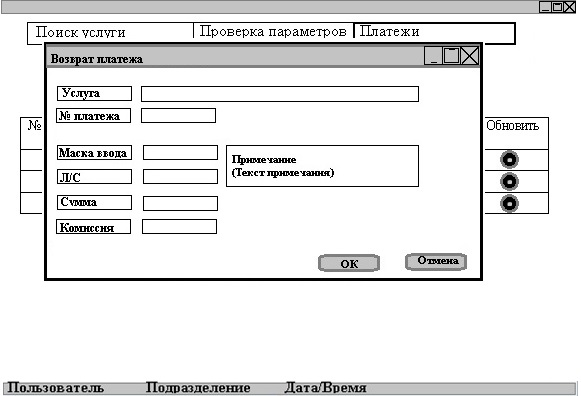 Поиск услуги Проверка параметров Платежи
Возврат платежа
Услуга
№ платежа
№ Обновить
Маска ввода
Примечание
Л/С (Текст примечания)
Сумма
Комиссия
ОК Отмена
Пользователь Подразделение Дата/Время